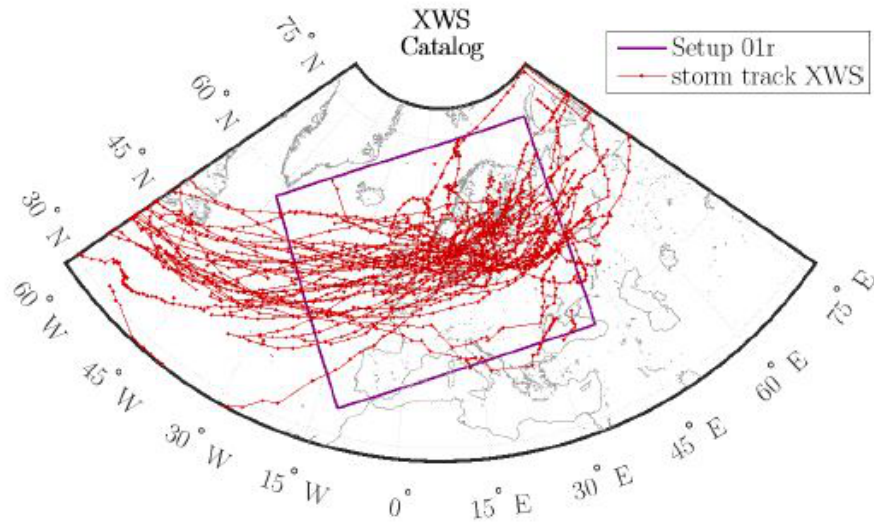 XWS
Catalog
Setup 01r
storm track XWS
75° N
60° N
45° N
30° N
60° W
45° W
30° W
15° W
0°
15° E
30° E
45° E
60° E
75° E